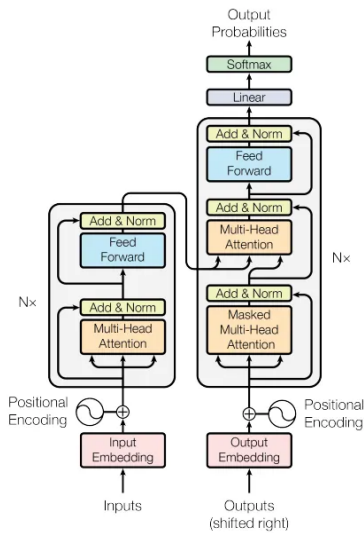 Output
Probabilities
Softmax
Linear
Add & Norm
Feed
Forward
Add & Norm
Multi-Head
Attention
Add & Norm
Masked
Multi-Head
Attention
N×
Positional
Encoding
Output
Embedding
Outputs
(shifted right)
Add & Norm
Feed
Forward
Add & Norm
Multi-Head
Attention
N×
Positional
Encoding
Input
Embedding
Inputs